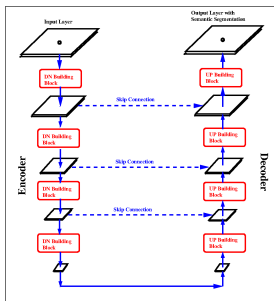 Input Layer
Output Layer with
Semantic Segmentation
DN Building
Block
UP Building
Block
Skip Connection
DN Building
Block
UP Building
Block
Skip Connection
Encoder
Decoder
DN Building
Block
UP Building
Block
Skip Connection
DN Building
Block
UP Building
Block